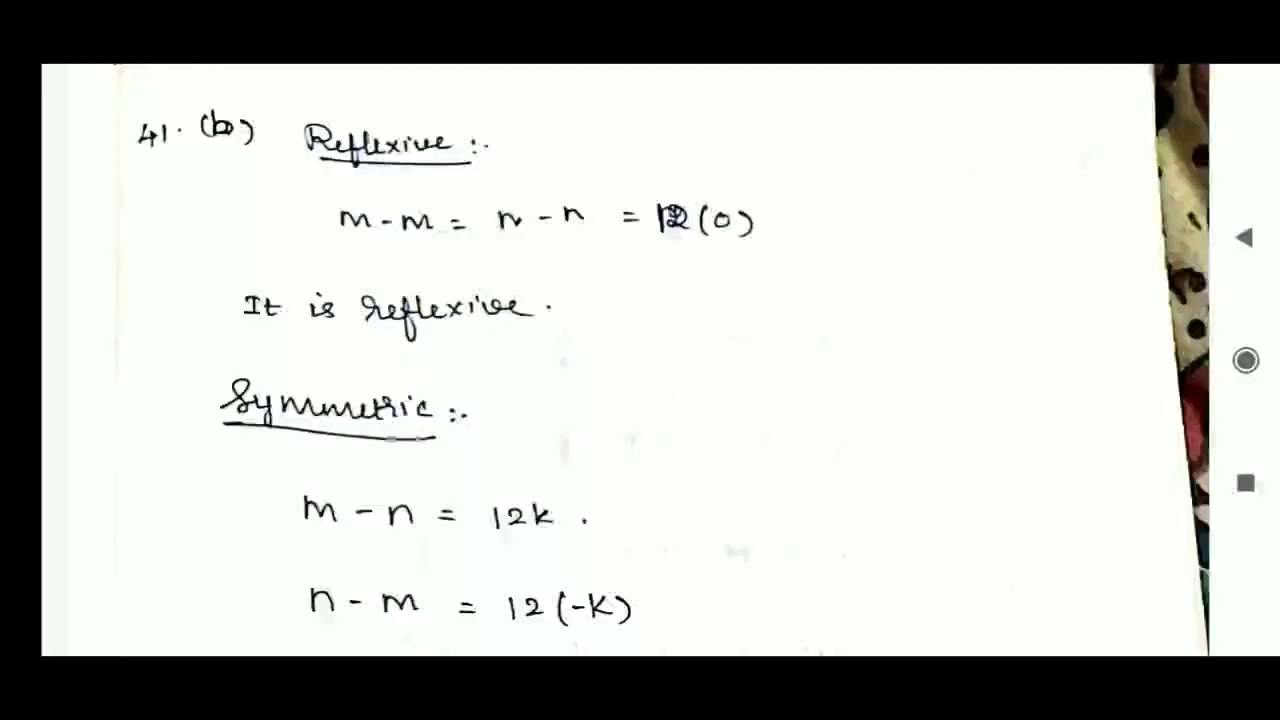 41. (b) Reflexive :.
m - m = n - n = 12(0)
It is reflexive.
Symmetric :.
m - n = 12k.
n - m = 12(-k)